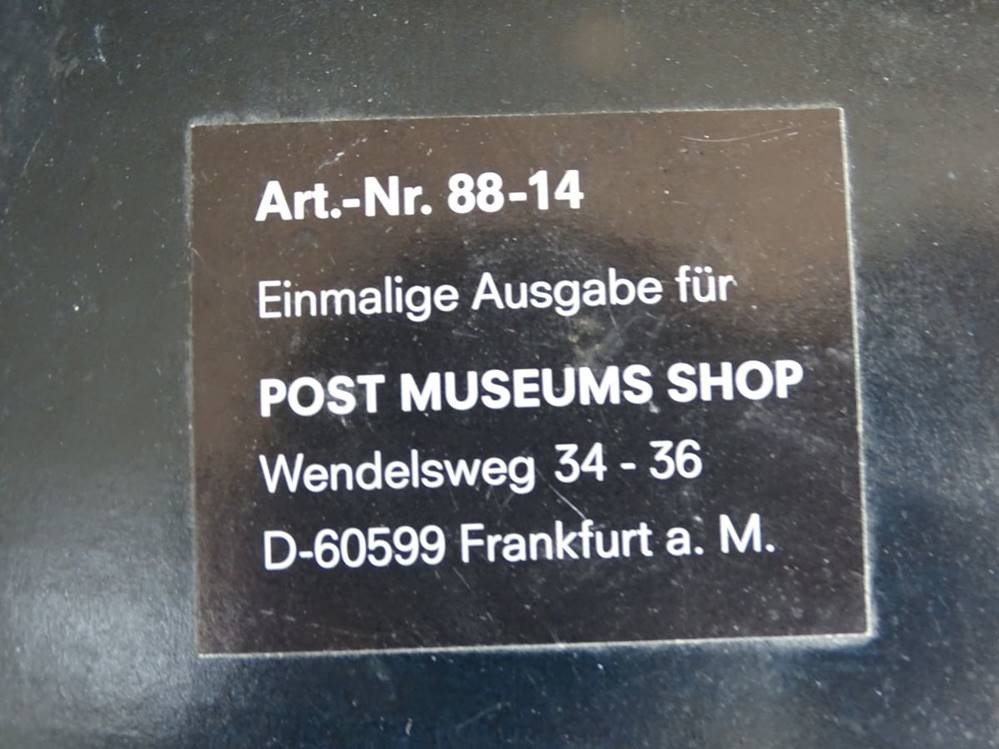 Art.-Nr. 88-14
Einmalige Ausgabe für
POST MUSEUMS SHOP
Wendelsweg 34 - 36
D-60599 Frankfurt a. M.